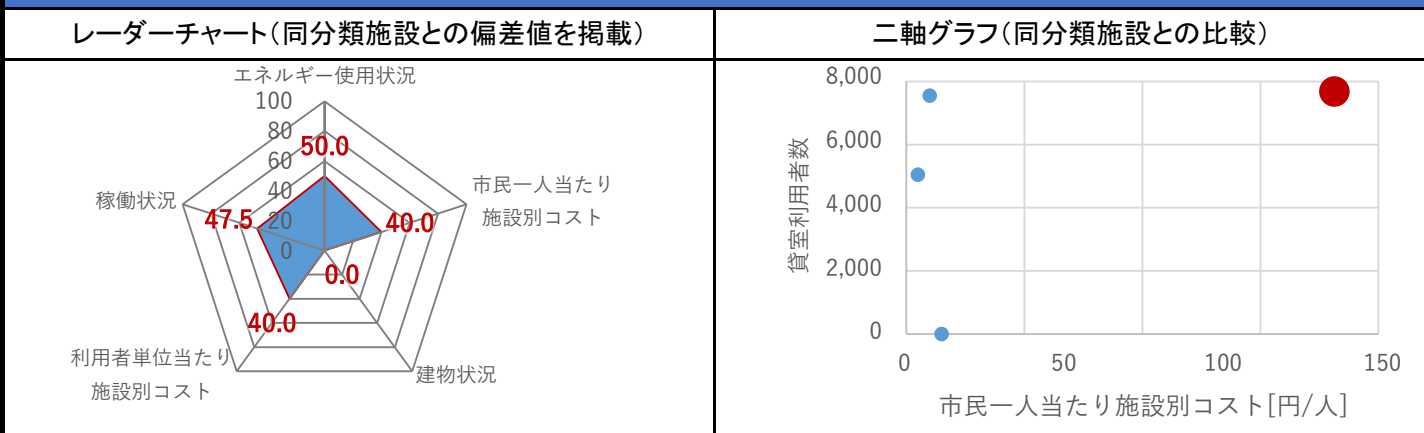 レーダーチャート(同分類施設との偏差値を掲載)
エネルギー使用状況
100
80
60
40
20
0
50.0
市民一人当たり
施設別コスト
40.0
0.0
建物状況
40.0
利用者単位当たり
施設別コスト
稼働状況
47.5
二軸グラフ(同分類施設との比較)
貸室利用者数
8,000
6,000
4,000
2,000
0
0
50
100
150
市民一人当たり施設別コスト[円/人]